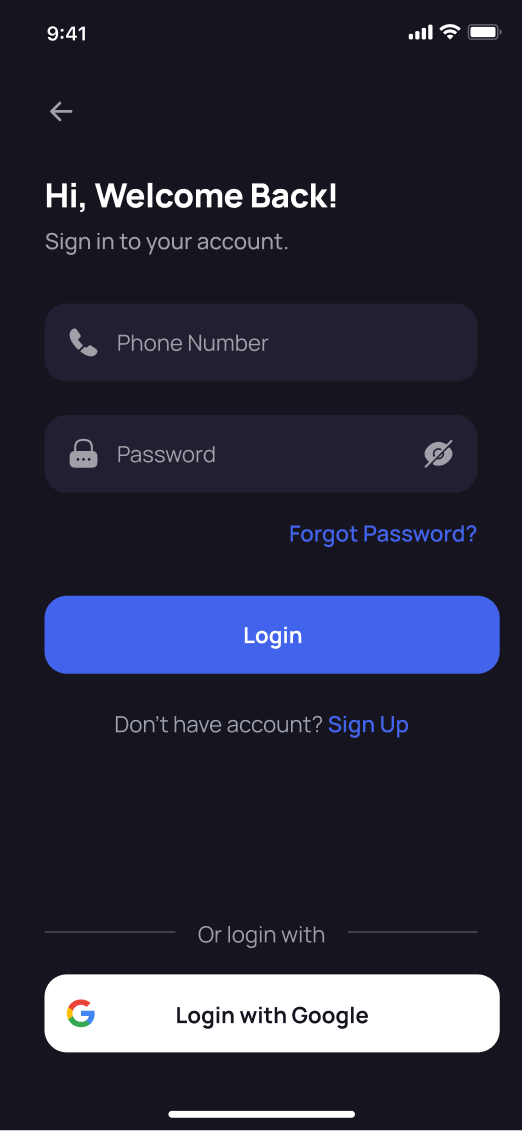 9:41
Hi, Welcome Back!
Sign in to your account.
Phone Number
Password
Forgot Password?
Login
Don't have account? Sign Up
Or login with
Login with Google